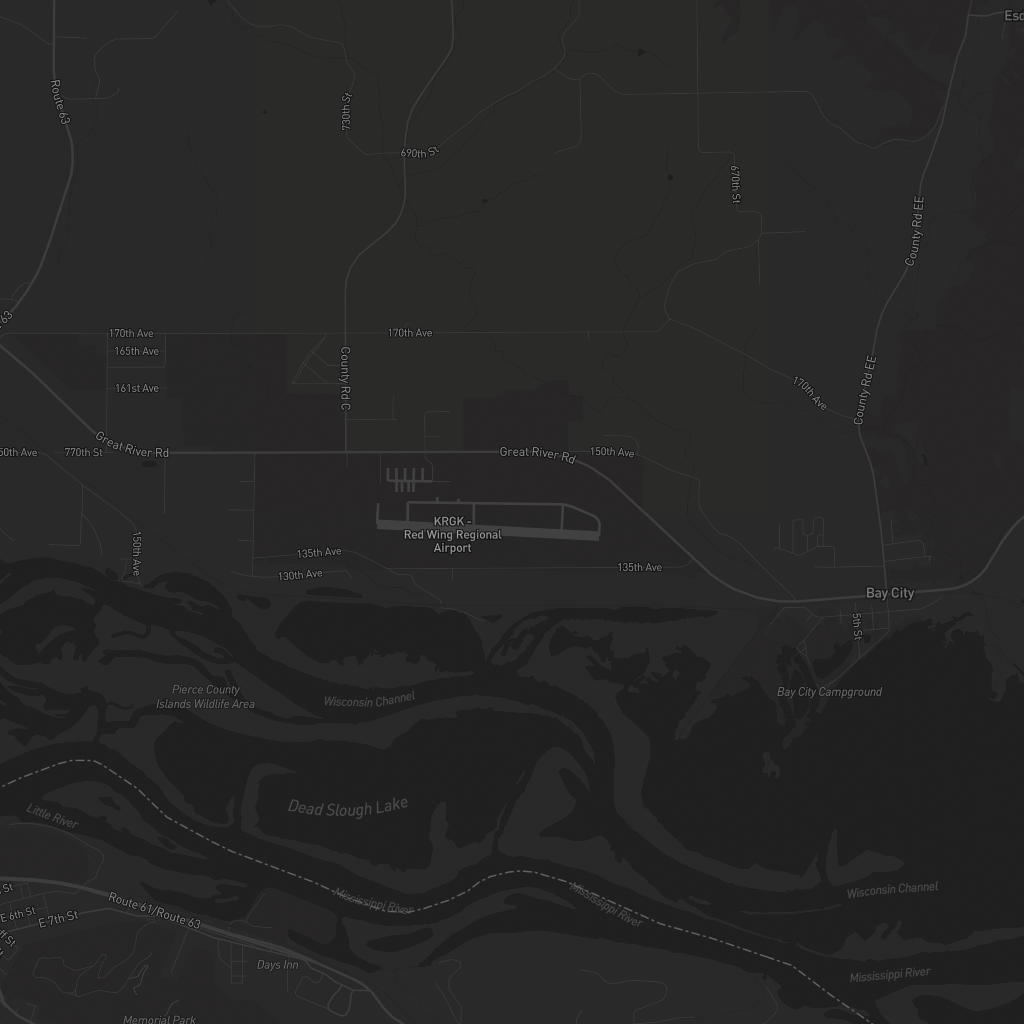 Esc
Route 63
730th St
690th St
670th St
County Rd EE
63
170th Ave
170th Ave
165th Ave
161st Ave
County Rd C
170th Ave
County Rd EE
Great River Rd
50th Ave
770th St
Great River Rd
150th Ave
KRGK -
Red Wing Regional
Airport
150th Ave
135th Ave
130th Ave
135th Ave
Bay City
5th St
Pierce County
Islands Wildlife Area
Wisconsin Channel
Bay City Campground
Dead Slough Lake
Little River
Mississippi River
Mississippi River
Wisconsin Channel
St
E 6th St
E 7th St
Route 61/Route 63
Days Inn
Mississippi River
Memorial Park